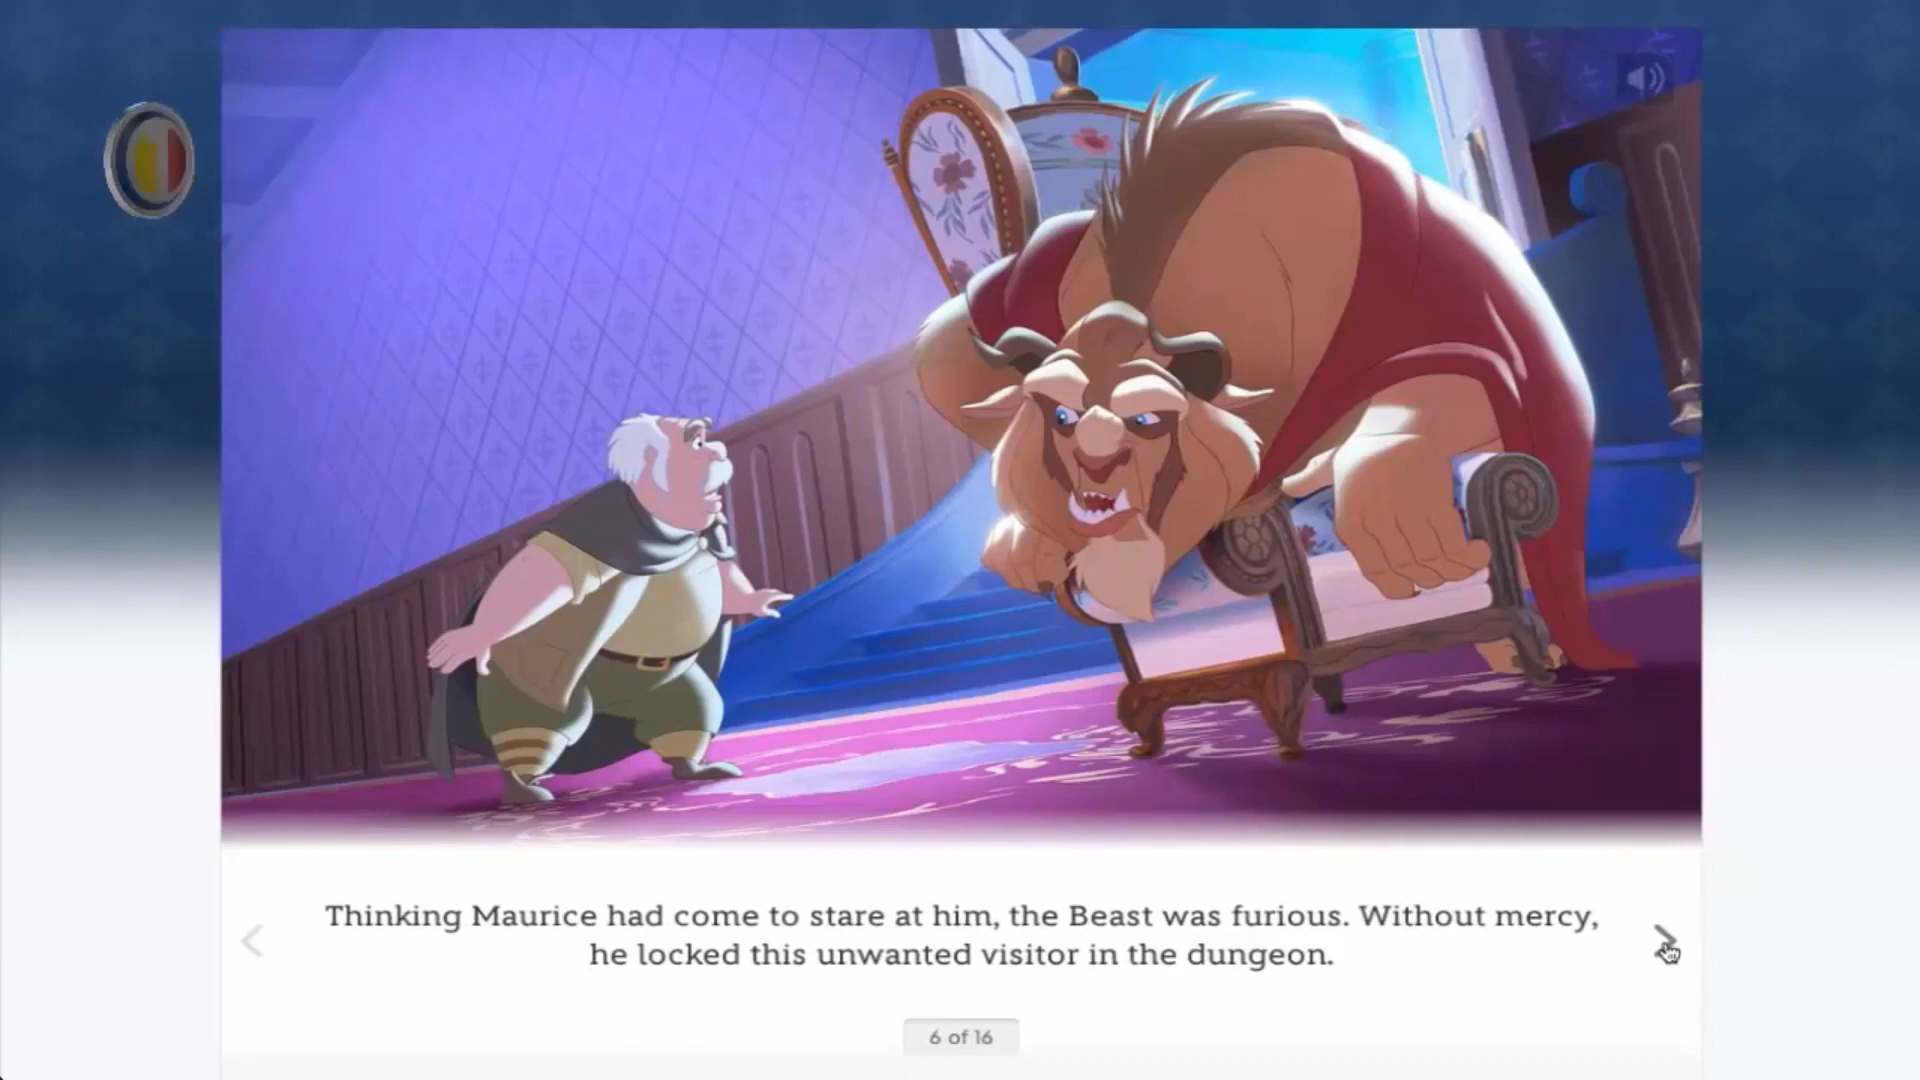 Thinking Maurice had come to stare at him, the Beast was furious. Without mercy,
he locked this unwanted visitor in the dungeon.
6 of 16